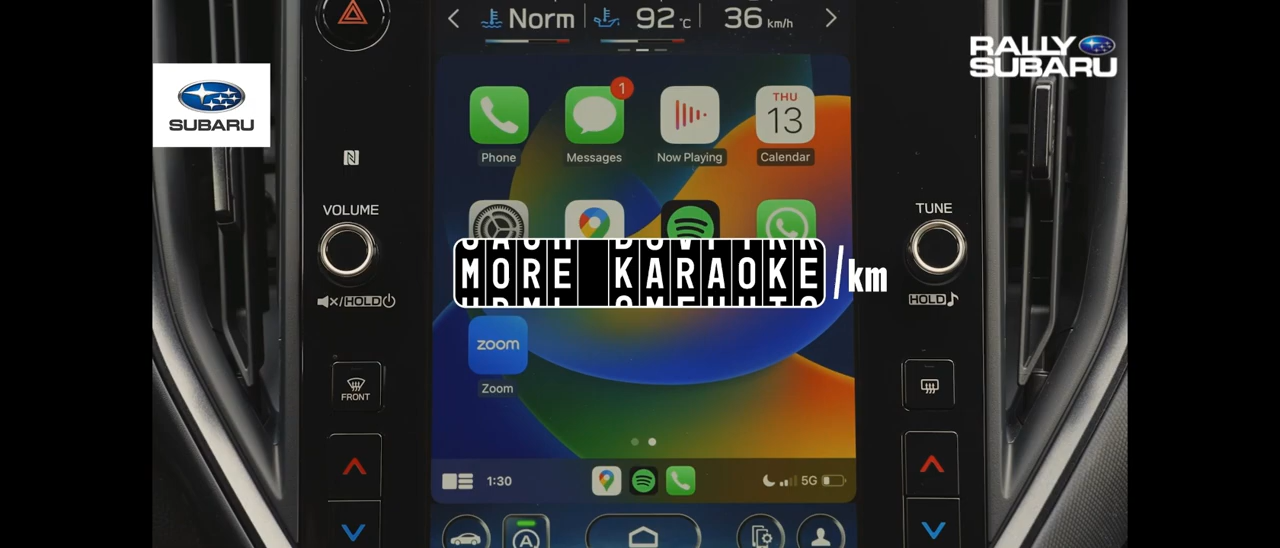 Norm 92 °C 36 km/h
RALLY
SUBARU
SUBARU
1
THU
13
Phone Messages Now Playing Calendar
VOLUME
TUNE
MORE KARAOKE /km
HOLD
HOLD
zoom
Zoom
FRONT
1:30
5G
A